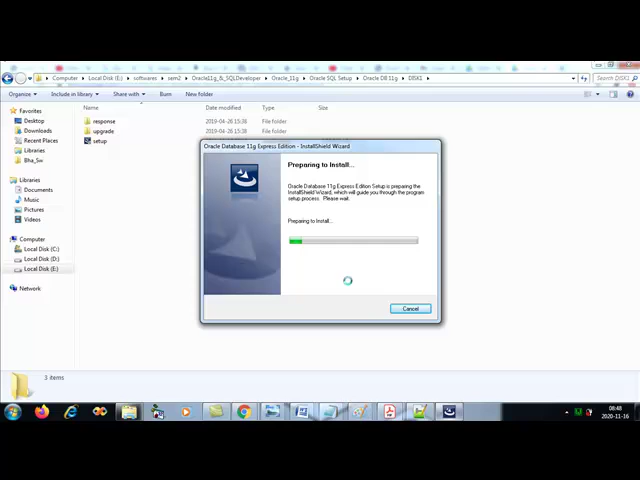 Computer ▸ Local Disk (E:) ▸ softwares ▸ sem2 ▸ Oracle11g_&_SQLDeveloper ▸ Oracle_11g ▸ Oracle SQL Setup ▸ Oracle DB 11g ▸ DISK1
Search DISK1
Organize
Include in library
Share with
Burn
New folder
Favorites
Desktop
Downloads
Recent Places
Libraries
Bha_Sw
Libraries
Documents
Music
Pictures
Videos
Computer
Local Disk (C:)
Local Disk (D:)
Local Disk (E:)
Network
Name Date modified Type Size
response 2019-04-26 15:38 File folder
upgrade 2019-04-26 15:38 File folder
setup
Oracle Database 11g Express Edition - InstallShield Wizard
Preparing to Install...
Oracle Database 11g Express Edition Setup is preparing the
InstallShield Wizard, which will guide you through the program
setup process. Please wait.
Preparing to Install...
Cancel
3 items
08:48
2020-11-16